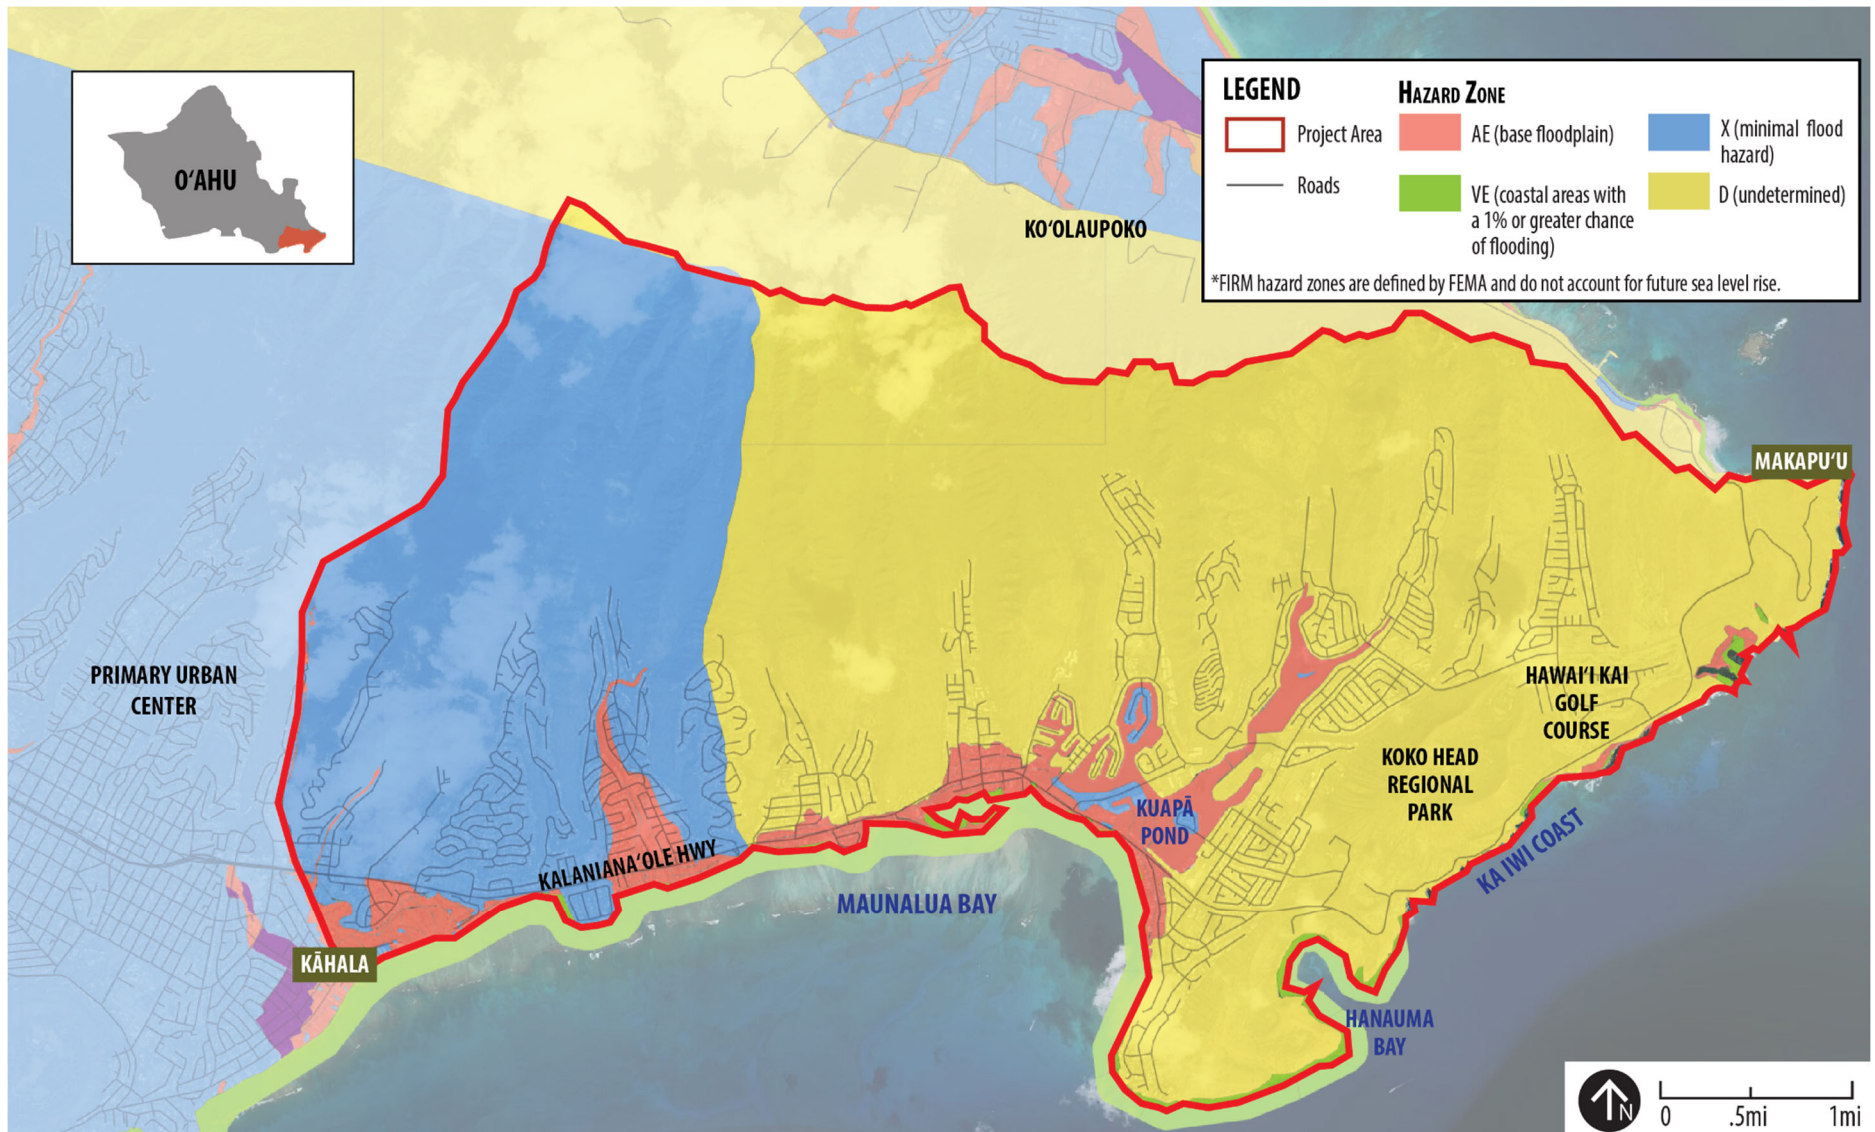 O‘AHU
LEGEND
Project Area
Roads
HAZARD ZONE
AE (base floodplain)
VE (coastal areas with
a 1% or greater chance
of flooding)
X (minimal flood
hazard)
D (undetermined)
*FIRM hazard zones are defined by FEMA and do not account for future sea level rise.
KO‘OLAUPOKO
MAKAPU‘U
PRIMARY URBAN
CENTER
HAWAI‘I KAI
GOLF
COURSE
KOKO HEAD
REGIONAL
PARK
KUAPĀ
POND
KALANIANA‘OLE HWY
KA IWI COAST
MAUNALUA BAY
KĀHALA
HANAUMA
BAY
N
0 .5mi 1mi